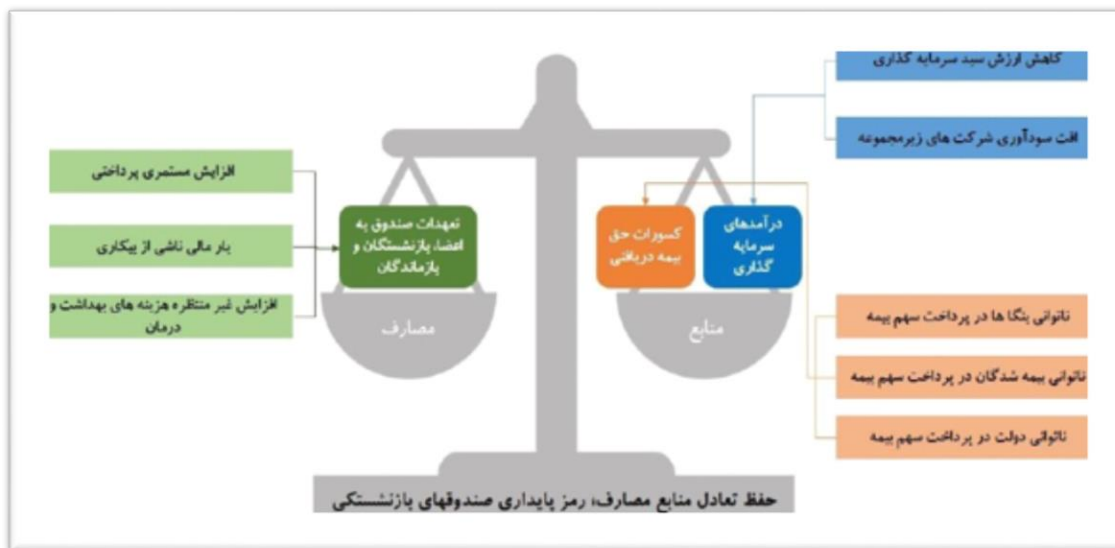 کاهش ارزش سبد سرمایه گذاری
افت سودآوری شرکت های زیرمجموعه
درآمدهای
سرمایه
گذاری
کسورات حق
بیمه دریافتی
منابع
ناتوانی بنگا ها در پرداخت سهم بیمه
ناتوانی بیمه شدگان در پرداخت سهم بیمه
ناتوانی دولت در پرداخت سهم بیمه
تعهدات صندوق به
اعضا، بازنشستگان و
بازماندگان
مصارف
افزایش مستمری پرداختی
بار مالی ناشی از بیکاری
افزایش غیر منتظره هزینه های بهداشت و
درمان
حفظ تعادل منابع مصارف؛ رمز پایداری صندوقهای بازنشستگی